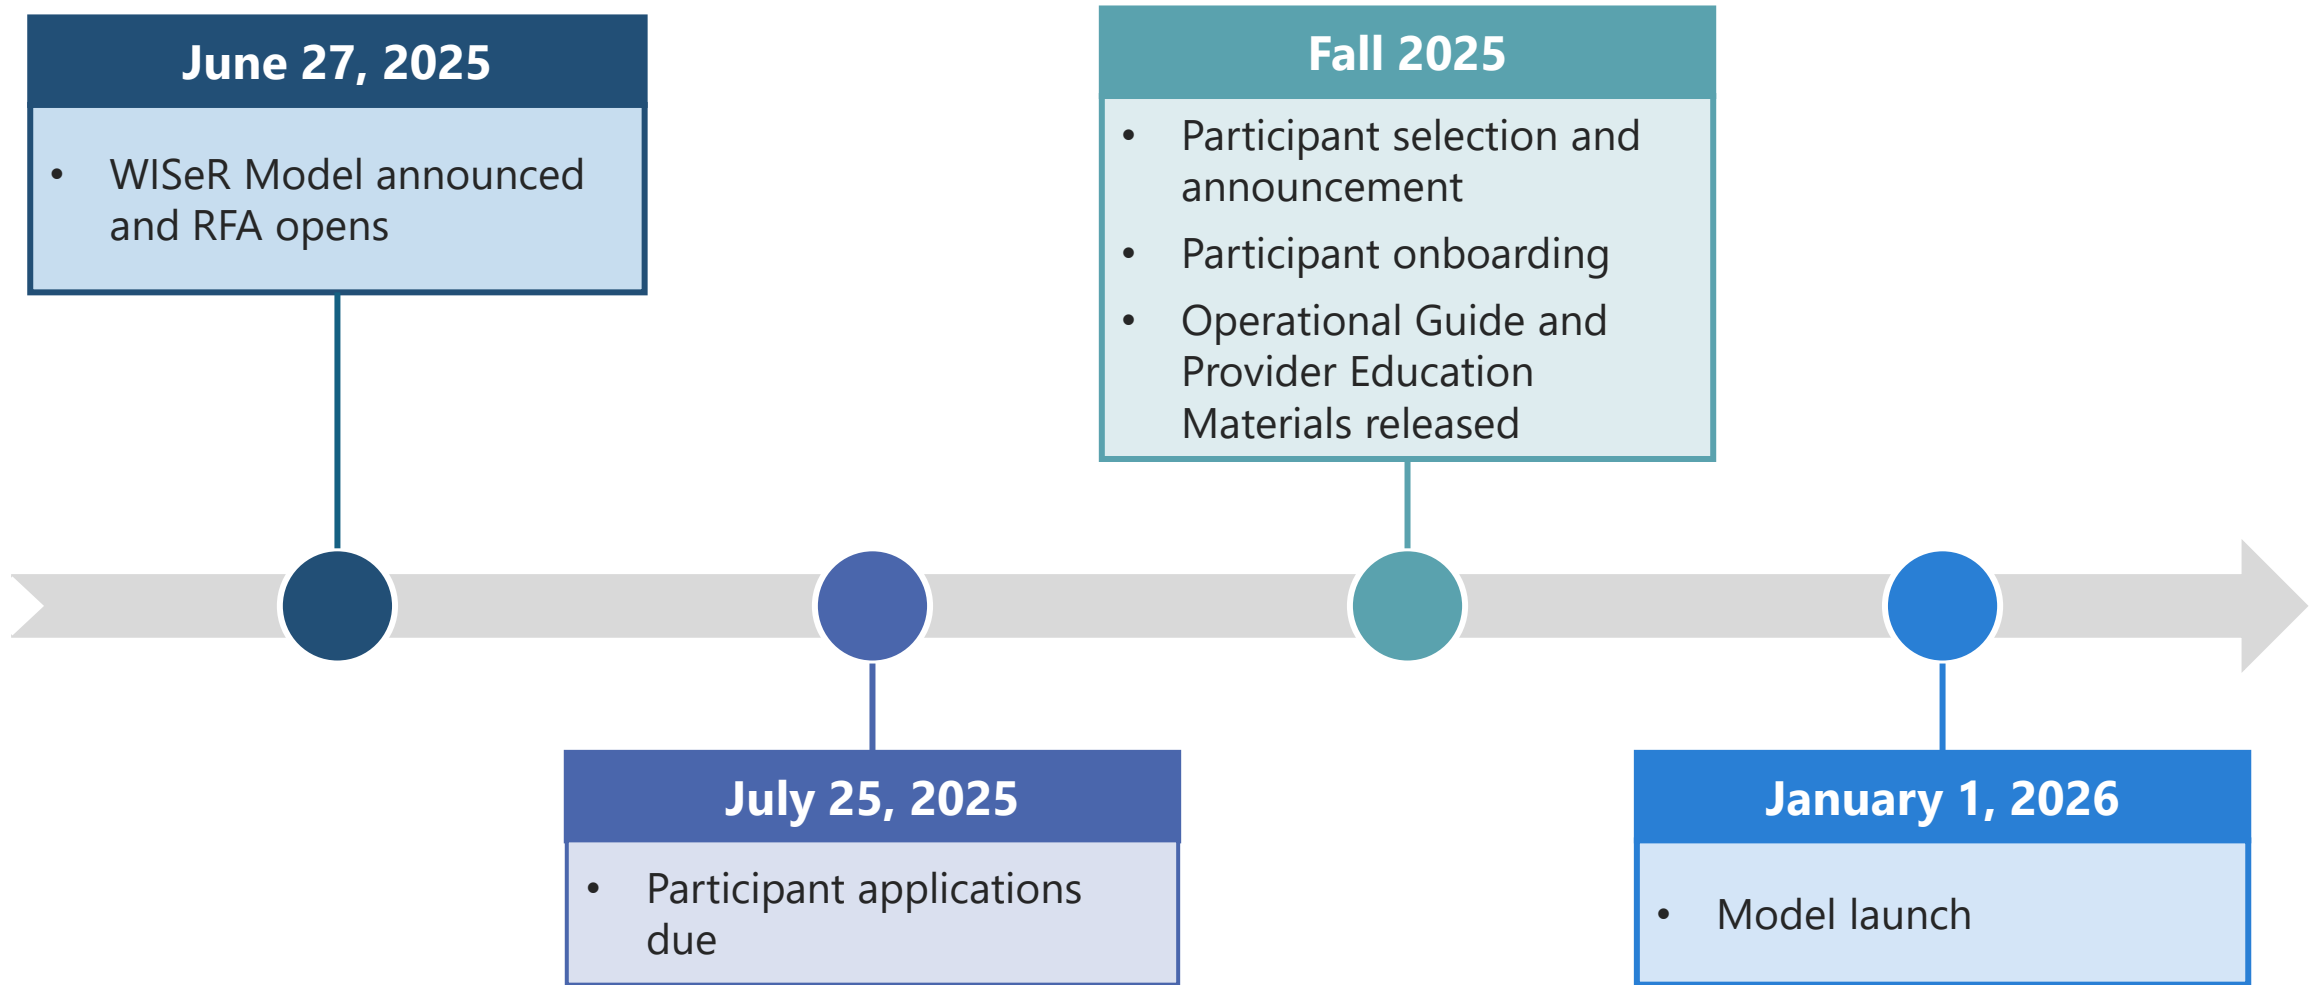 June 27, 2025
• WISeR Model announced
and RFA opens
July 25, 2025
• Participant applications
due
Fall 2025
• Participant selection and
announcement
• Participant onboarding
• Operational Guide and
Provider Education
Materials released
January 1, 2026
• Model launch